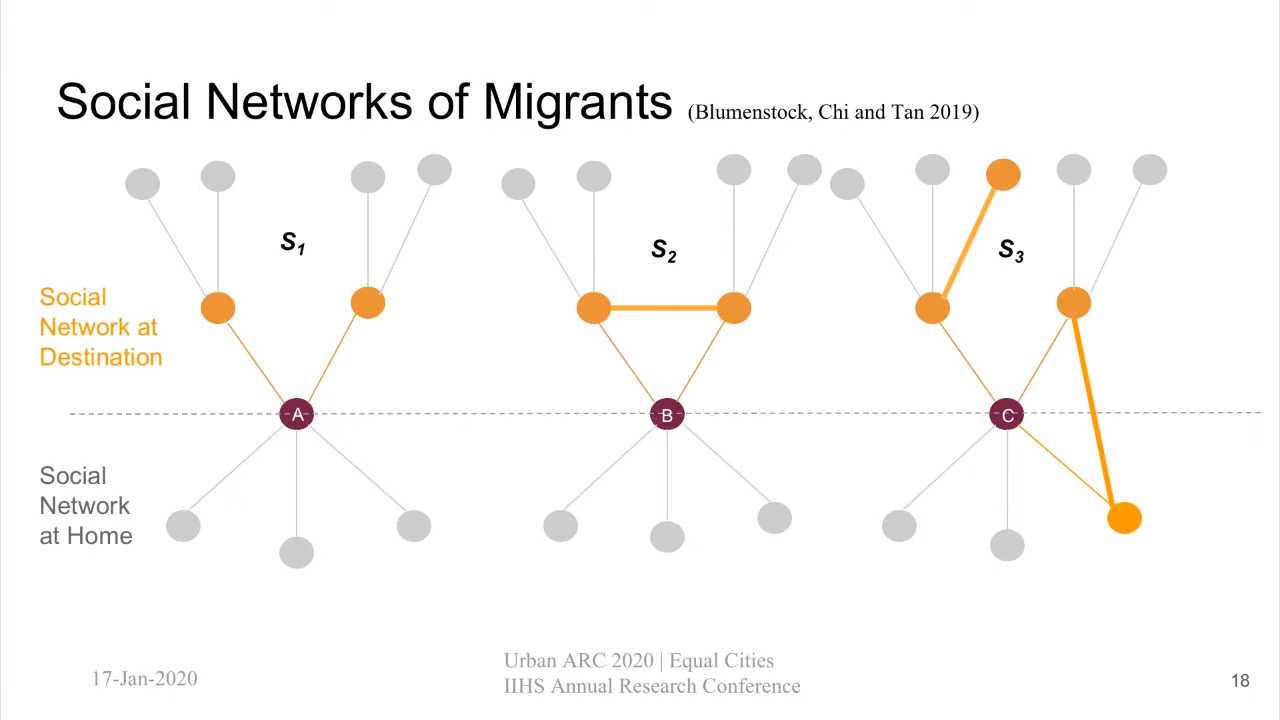 Social Networks of Migrants (Blumenstock, Chi and Tan 2019)
S1
S2
S3
Social
Network at
Destination
A
B
C
Social
Network
at Home
17-Jan-2020
Urban ARC 2020 | Equal Cities
IIHS Annual Research Conference
18